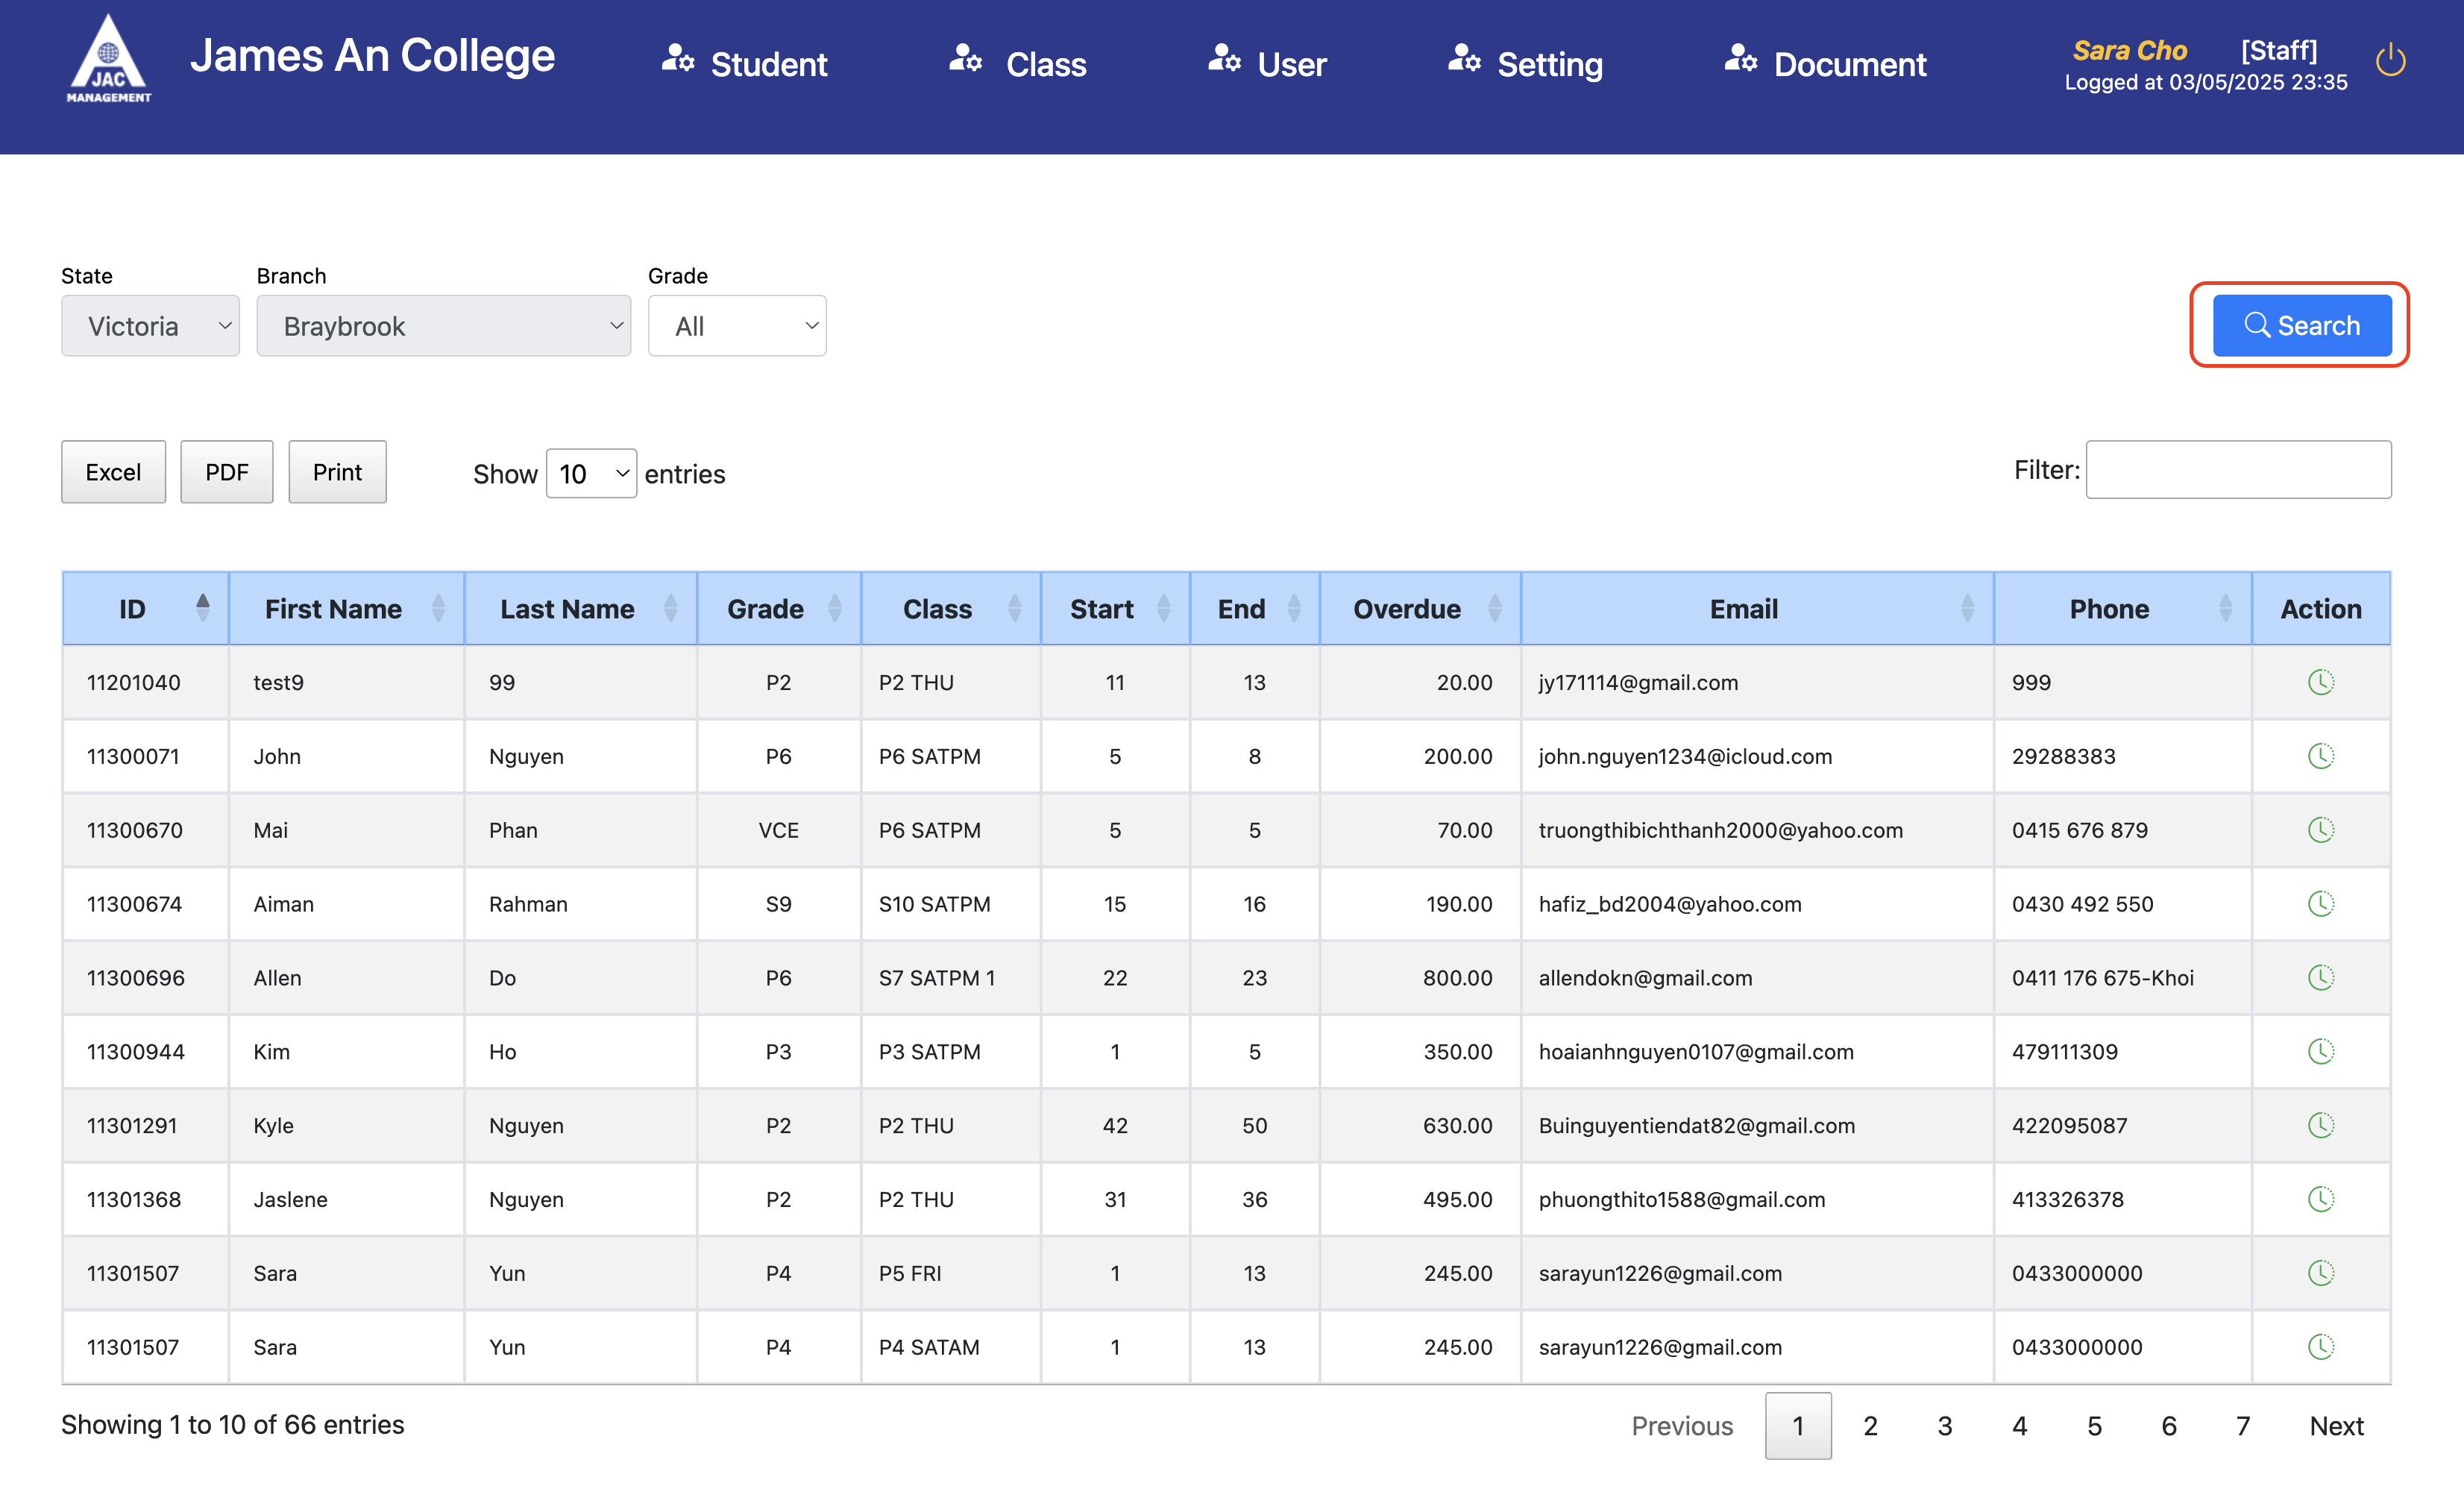 JAC
MANAGEMENT
James An College
Student
Class
User
Setting
Document
Sara Cho [Staff]
Logged at 03/05/2025 23:35
State Branch Grade
Victoria Braybrook All Search
Excel PDF Print Show 10 entries Filter:
ID First Name Last Name Grade Class Start End Overdue Email Phone Action
11201040 test9 99 P2 P2 THU 11 13 20.00 jy171114@gmail.com 999
11300071 John Nguyen P6 P6 SATPM 5 8 200.00 john.nguyen1234@icloud.com 29288383
11300670 Mai Phan VCE P6 SATPM 5 5 70.00 truongthibichthanh2000@yahoo.com 0415 676 879
11300674 Aiman Rahman S9 S10 SATPM 15 16 190.00 hafiz_bd2004@yahoo.com 0430 492 550
11300696 Allen Do P6 S7 SATPM 1 22 23 800.00 allendokn@gmail.com 0411 176 675-Khoi
11300944 Kim Ho P3 P3 SATPM 1 5 350.00 hoaianhnguyen0107@gmail.com 479111309
11301291 Kyle Nguyen P2 P2 THU 42 50 630.00 Buinguyentiendat82@gmail.com 422095087
11301368 Jaslene Nguyen P2 P2 THU 31 36 495.00 phuongthito1588@gmail.com 413326378
11301507 Sara Yun P4 P5 FRI 1 13 245.00 sarayun1226@gmail.com 0433000000
11301507 Sara Yun P4 P4 SATAM 1 13 245.00 sarayun1226@gmail.com 0433000000
Showing 1 to 10 of 66 entries Previous 1 2 3 4 5 6 7 Next